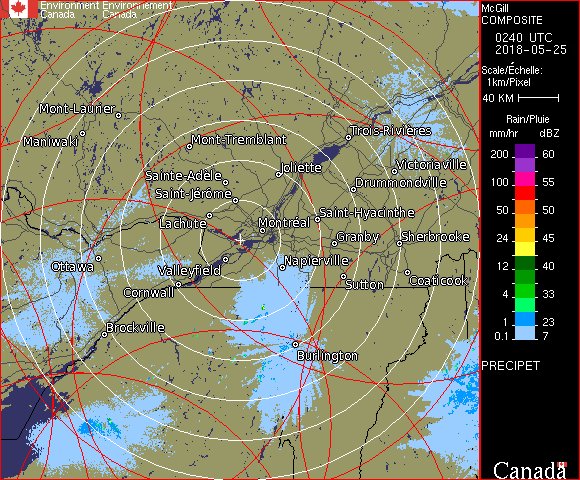 Environment Environnement
Canada Canada
McGill
COMPOSITE
0240 UTC
2018-05-25
Scale/Échelle:
1km/Pixel
40 KM
Rain/Pluie
mm/hr dBZ
200 60
100 55
50 50
24 45
12 40
4 33
1 23
0.1 7
PRECIPET
Canada
Mont-Laurier
Maniwaki
Mont-Tremblant
Trois-Rivières
Joliette
Victoriaville
Sainte-Adèle
Drummondville
Saint-Jérôme
Lachute
Saint-Hyacinthe
Montréal
Granby
Sherbrooke
Ottawa
Valleyfield
Napierville
Cornwall
Sutton
Coaticook
Brockville
Burlington